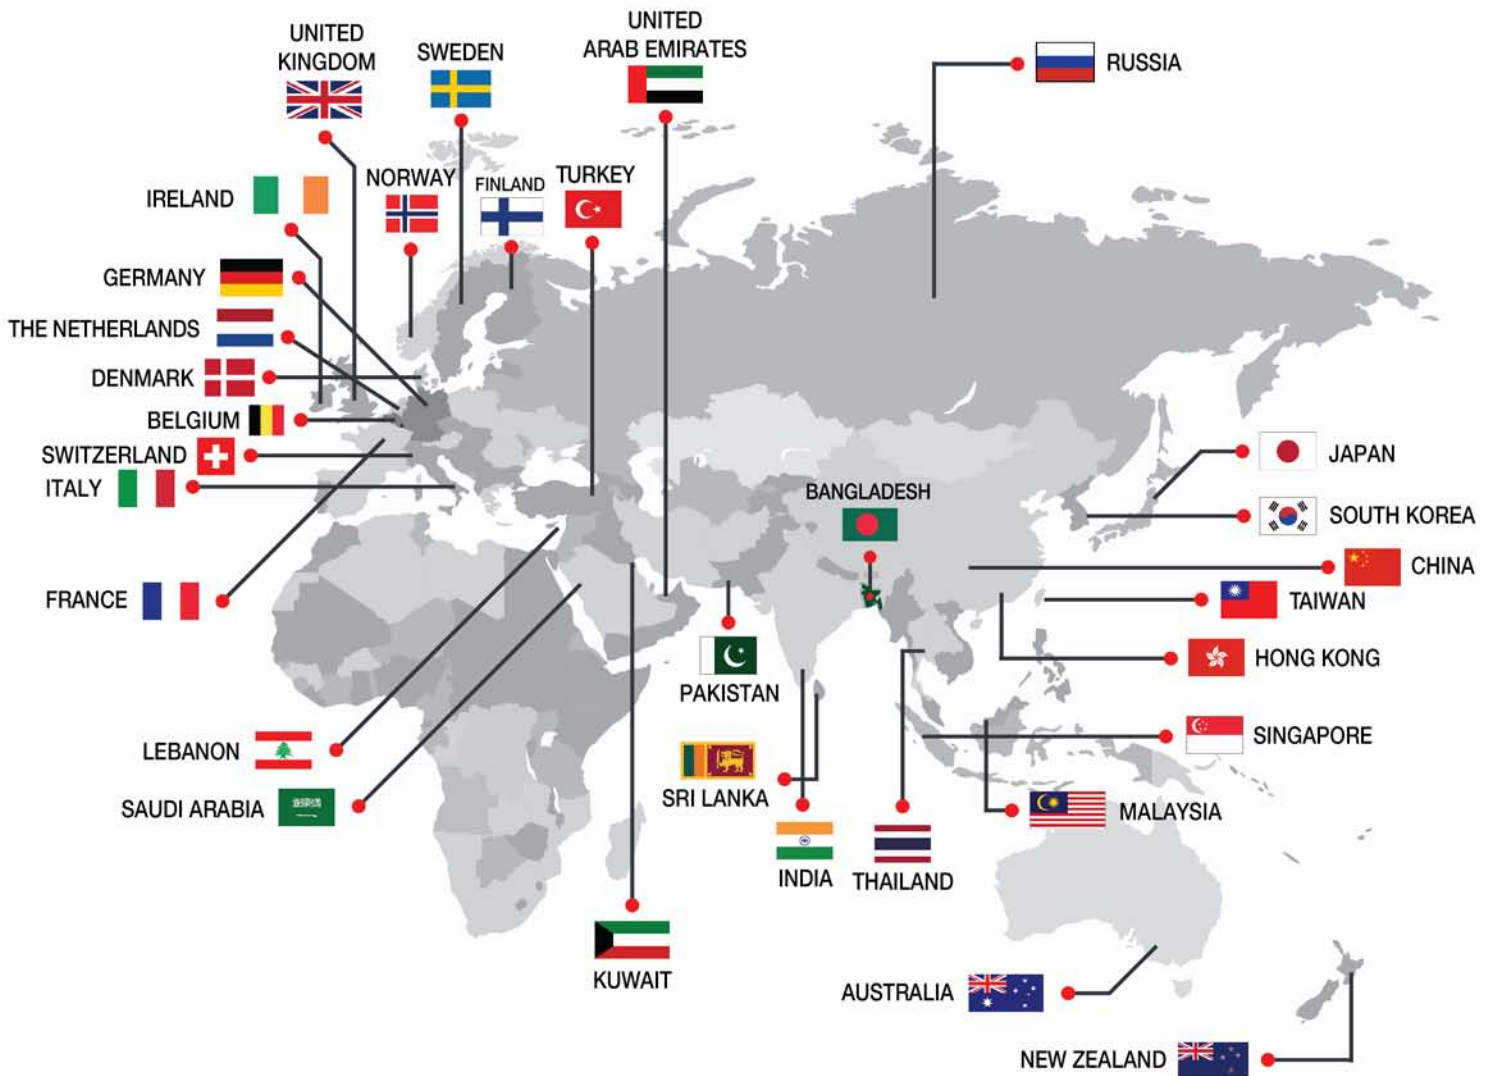 UNITED
KINGDOM
SWEDEN
UNITED
ARAB EMIRATES
RUSSIA
IRELAND
NORWAY
FINLAND
TURKEY
GERMANY
THE NETHERLANDS
DENMARK
BELGIUM
SWITZERLAND
ITALY
FRANCE
BANGLADESH
JAPAN
SOUTH KOREA
CHINA
TAIWAN
HONG KONG
PAKISTAN
LEBANON
SAUDI ARABIA
SRI LANKA
INDIA
THAILAND
SINGAPORE
MALAYSIA
KUWAIT
AUSTRALIA
NEW ZEALAND